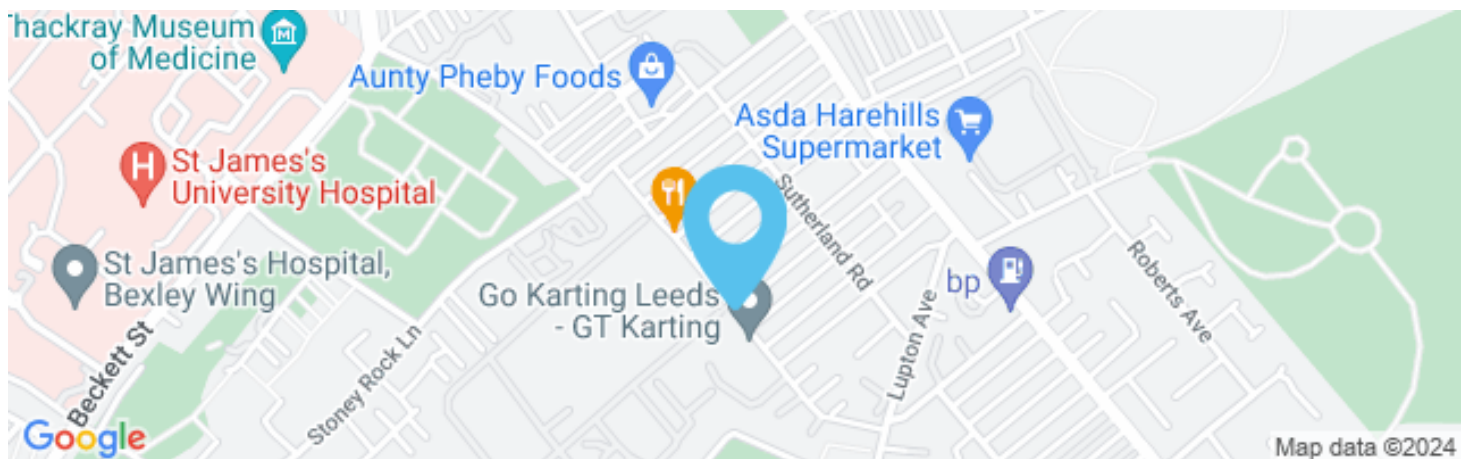 Thackray Museum
of Medicine
Aunty Pheby Foods
Asda Harehills
Supermarket
St James's
University Hospital
H
M
Sutherland Rd
St James's Hospital,
Bexley Wing
Go Karting Leeds
- GT Karting
bp
Roberts Ave
Lupton Ave
Beckett St
Stoney Rock Ln
Google
Map data ©2024